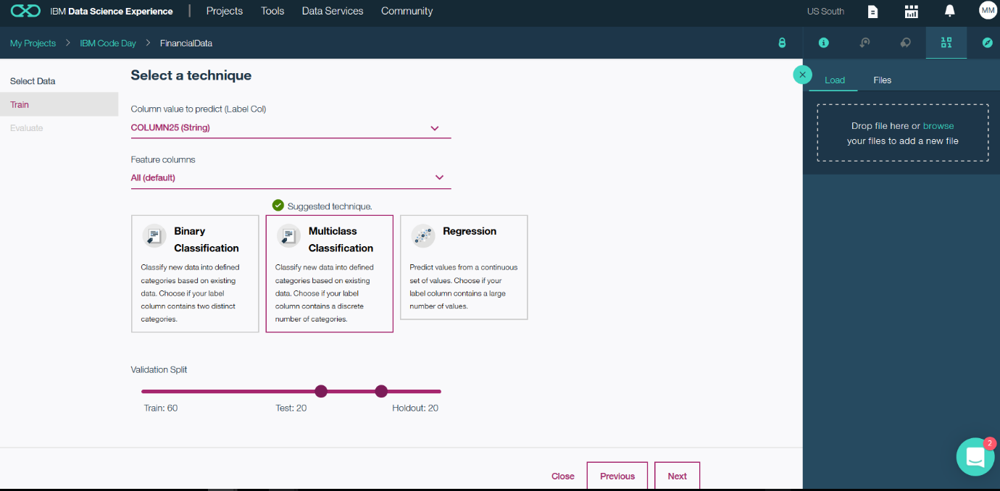 IBM Data Science Experience | Projects Tools Data Services Community US South MM
My Projects > IBM Code Day > FinancialData
Select Data
Train
Evaluate
Select a technique
Column value to predict (Label Col)
COLUMN25 (String)
Feature columns
All (default)
Suggested technique.
Binary
Classification
Classify new data into defined
categories based on existing
data. Choose if your label
column contains two distinct
categories.
Multiclass
Classification
Classify new data into defined
categories based on existing
data. Choose if your label
column contains a discrete
number of categories.
Regression
Predict values from a continuous
set of values. Choose if your
label column contains a large
number of values.
Validation Split
Train: 60 Test: 20 Holdout: 20
Close Previous Next
Load Files
Drop file here or browse
your files to add a new file
2